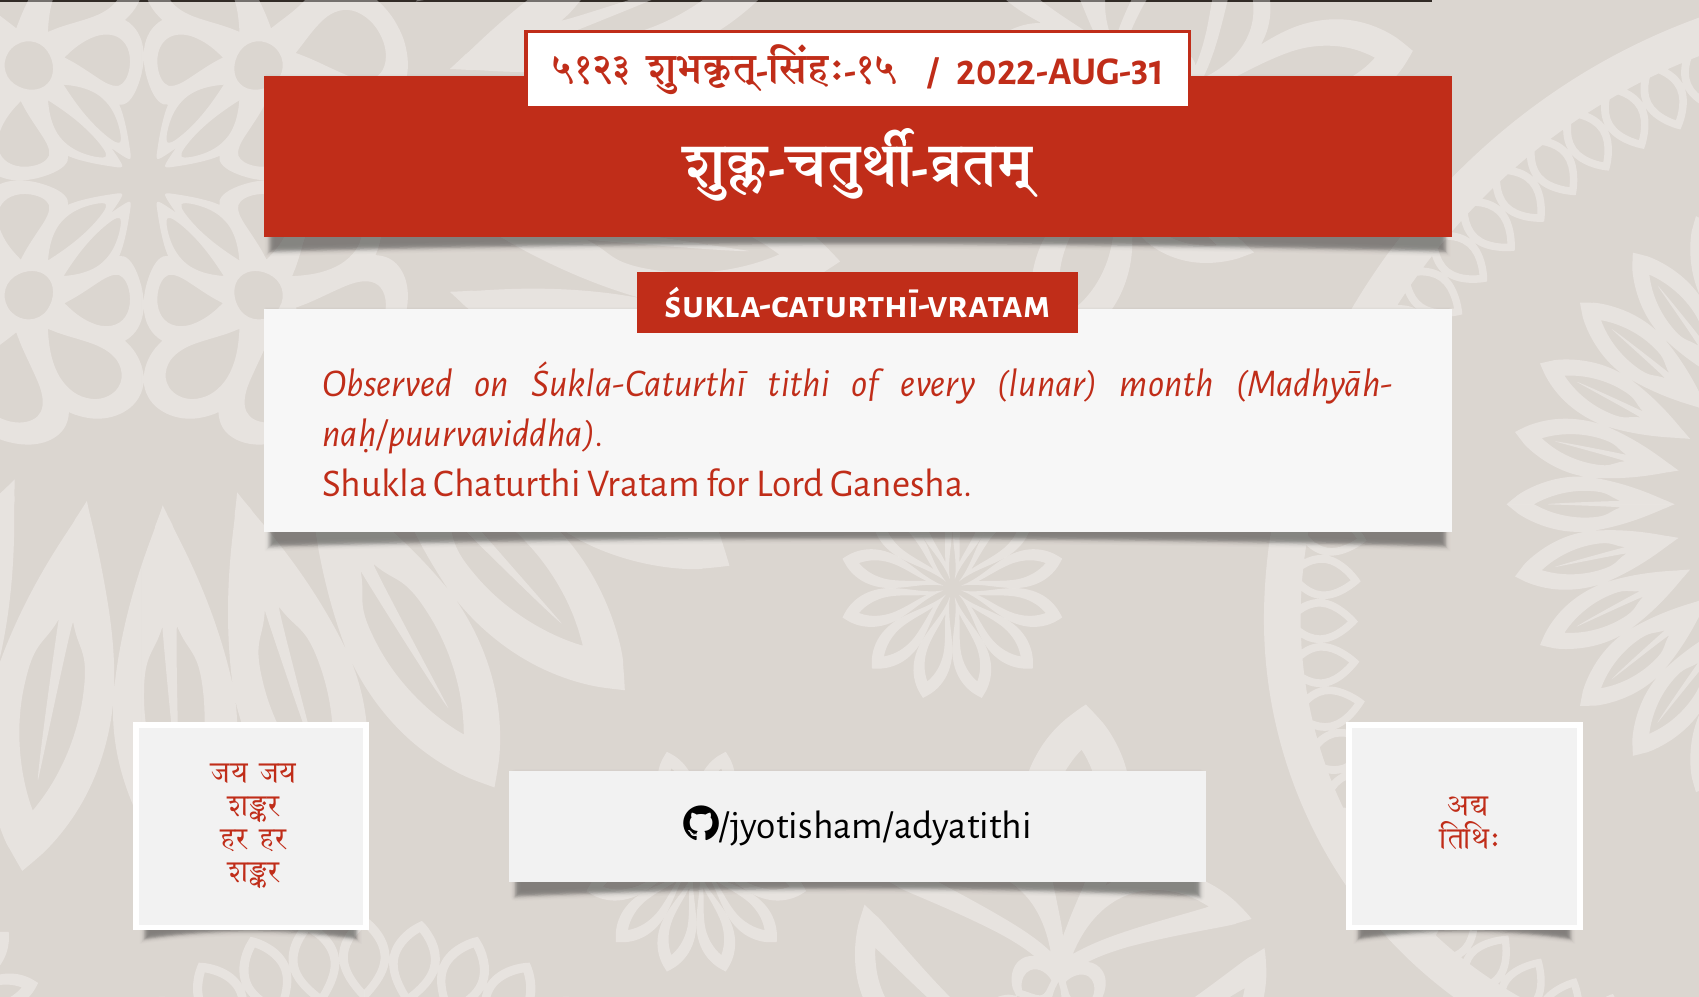 ५१२३ शुभकृत्-सिंहः-१५ / 2022-AUG-31
शुक्ल-चतुर्थी-व्रतम्
ŚUKLA-CATURTHĪ-VRATAM
Observed on Śukla-Caturthī tithi of every (lunar) month (Madhyāh-
naḥ/puurvaviddha).
Shukla Chaturthi Vratam for Lord Ganesha.
जय जय
शङ्कर
हर हर
शङ्कर
/jyotisham/adyatithi
अद्य
तिथिः